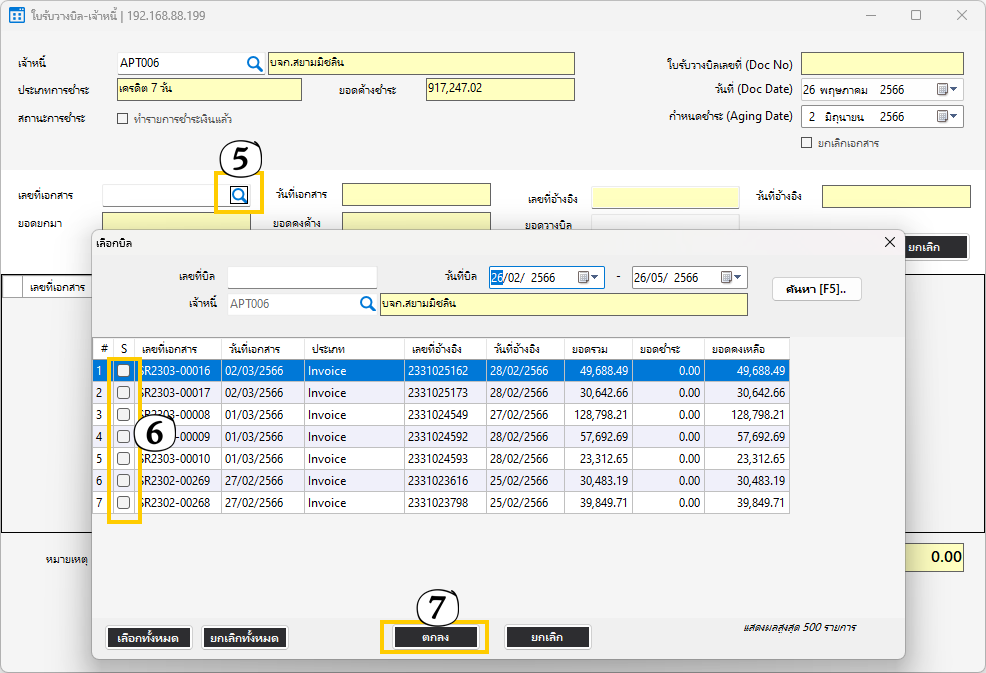 ใบรับวางบิล-เจ้าหนี้ | 192.168.88.199
เจ้าหนี้ APT006 บจก.สยามมิชลิน ใบรับวางบิลเลขที่ (Doc No)
ประเภทการชำระ เครดิต 7 วัน ยอดค้างชำระ 917,247.02 วันที่ (Doc Date) 26 พฤษภาคม 2566
สถานะการชำระ ทำรายการชำระเงินแล้ว กำหนดชำระ (Aging Date) 2 มิถุนายน 2566
ยกเลิกเอกสาร
5
เลขที่เอกสาร วันที่เอกสาร เลขที่อ้างอิง วันที่อ้างอิง
ยอดยกมา ยอดคงค้าง ยอดวางบิล
เลือกบิล
ยกเลิก
เลขที่บิล วันที่บิล 26/02/ 2566 - 26/05/ 2566
ค้นหา [F5]..
เลขที่เอกสาร
เจ้าหนี้ APT006 บจก.สยามมิชลิน
# S เลขที่เอกสาร วันที่เอกสาร ประเภท เลขที่อ้างอิง วันที่อ้างอิง ยอดรวม ยอดชำระ ยอดคงเหลือ
1 SR2303-00016 02/03/2566 Invoice 2331025162 28/02/2566 49,688.49 0.00 49,688.49
2 SR2303-00017 02/03/2566 Invoice 2331025173 28/02/2566 30,642.66 0.00 30,642.66
3 SR2303-00008 01/03/2566 Invoice 2331024549 27/02/2566 128,798.21 0.00 128,798.21
4 -00009 01/03/2566 Invoice 2331024592 28/02/2566 57,692.69 0.00 57,692.69
5 SR2303-00010 01/03/2566 Invoice 2331024593 28/02/2566 23,312.65 0.00 23,312.65
6 SR2302-00269 27/02/2566 Invoice 2331023616 25/02/2566 30,483.19 0.00 30,483.19
7 SR2302-00268 27/02/2566 Invoice 2331023798 25/02/2566 39,849.71 0.00 39,849.71
6
หมายเหตุ 0.00
7
เลือกทั้งหมด ยกเลิกทั้งหมด ตกลง ยกเลิก แสดงผลสูงสุด 500 รายการ